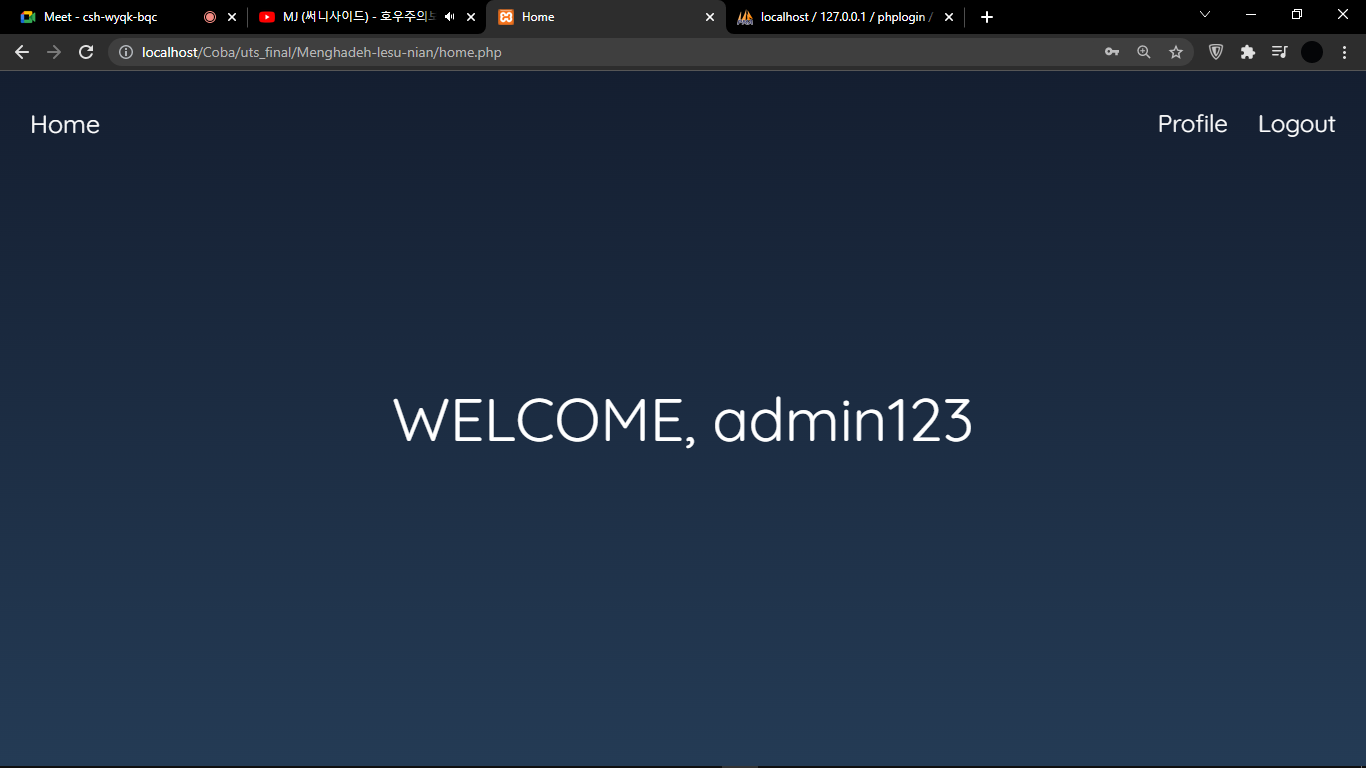 Meet - csh-wyqk-bqc
MJ (써니사이드) - 호우주의보
Home
localhost / 127.0.0.1 / phplogin /
localhost/Coba/uts_final/Menghadeh-lesu-nian/home.php
Home
Profile
Logout
WELCOME, admin123